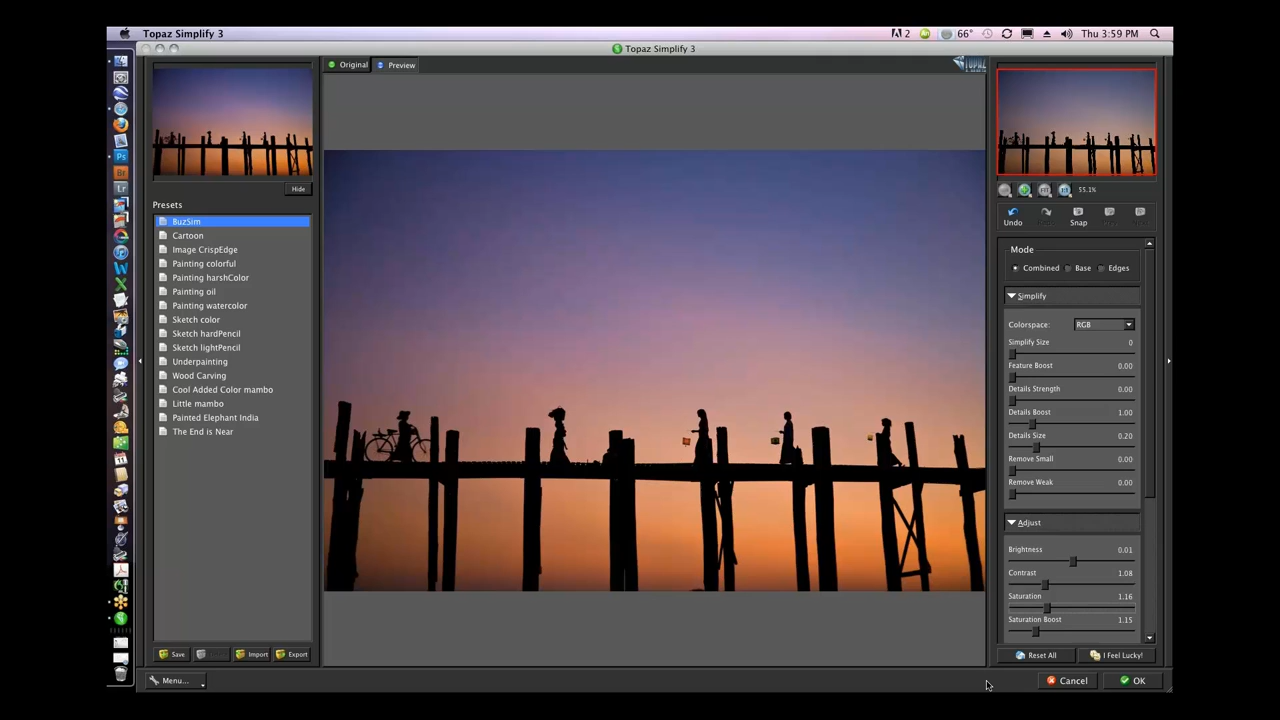 Topaz Simplify 3
2
66°
Thu 3:59 PM
Topaz Simplify 3
Original
Preview
TOPAZ
Hide
Presets
BuzSim
Cartoon
Image CrispEdge
Painting colorful
Painting harshColor
Painting oil
Painting watercolor
Sketch color
Sketch hardPencil
Sketch lightPencil
Underpainting
Wood Carving
Cool Added Color mambo
Little mambo
Painted Elephant India
The End is Near
Save
Import
Export
Menu...
55.1%
Undo
Snap
Mode
Combined
Base
Edges
Simplify
Colorspace:
RGB
Simplify Size 0
Feature Boost 0.00
Details Strength 0.00
Details Boost 1.00
Details Size 0.20
Remove Small 0.00
Remove Weak 0.00
Adjust
Brightness 0.01
Contrast 1.08
Saturation 1.16
Saturation Boost 1.15
Reset All
I Feel Lucky!
Cancel
OK
Ps
Br
Lr